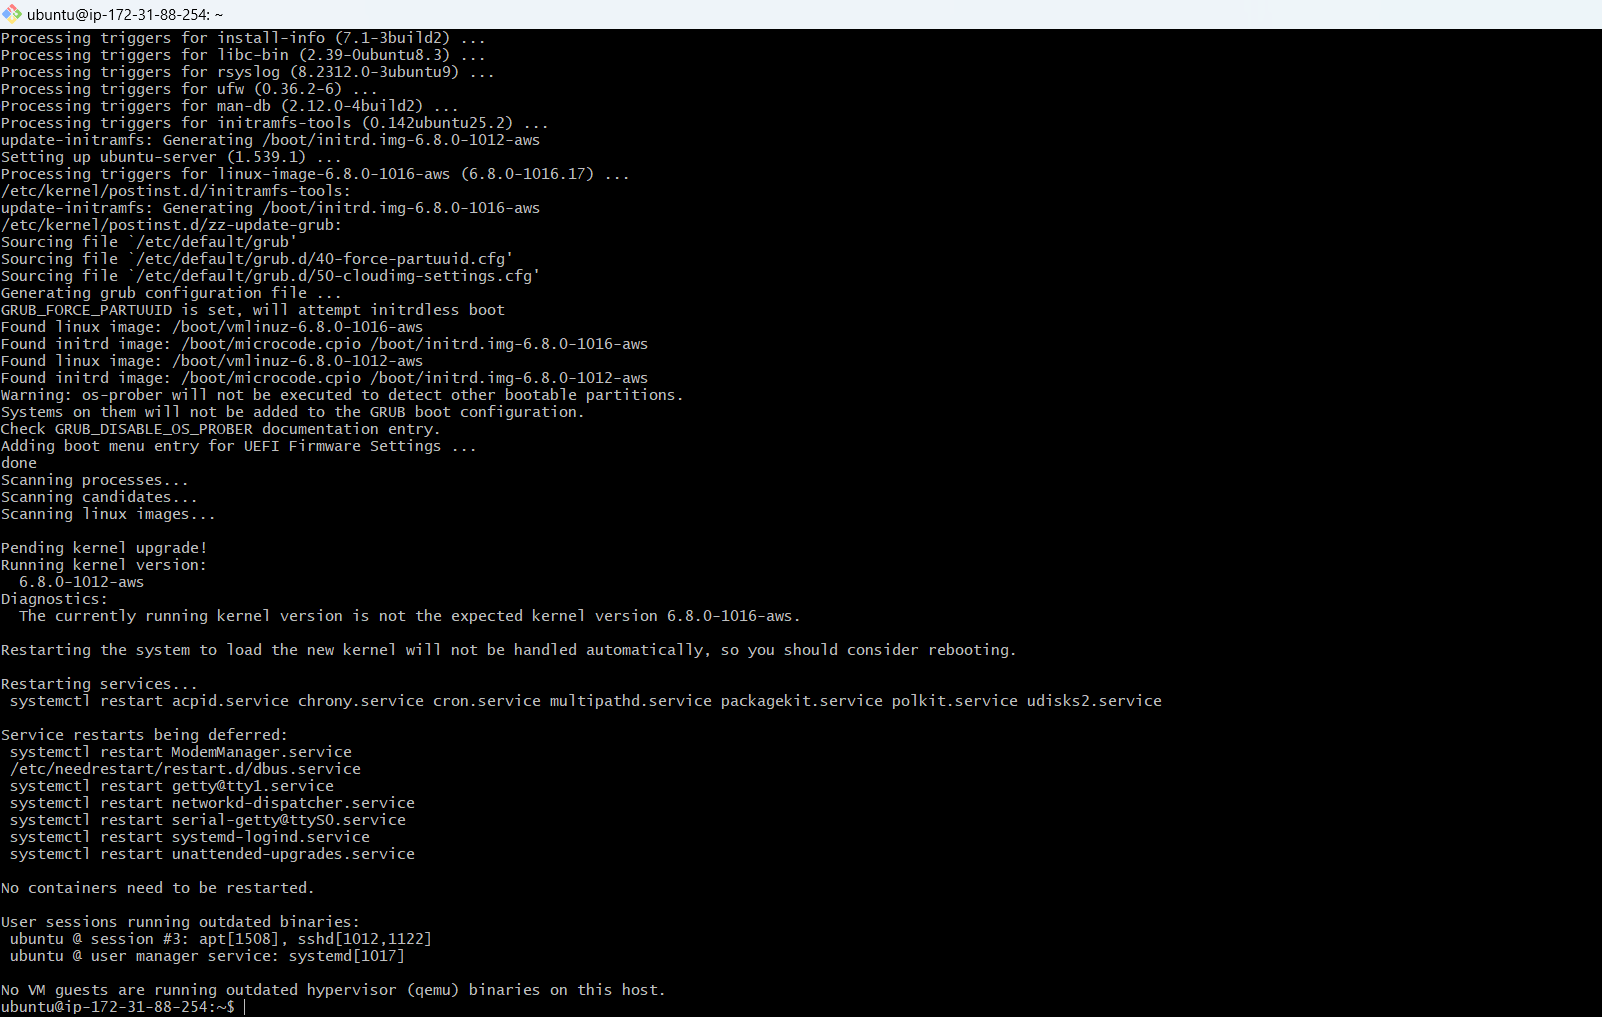 ubuntu@ip-172-31-88-254: ~
Processing triggers for install-info (7.1-3build2) ...
Processing triggers for libc-bin (2.39-0ubuntu8.3) ...
Processing triggers for rsyslog (8.2312.0-3ubuntu9) ...
Processing triggers for ufw (0.36.2-6) ...
Processing triggers for man-db (2.12.0-4build2) ...
Processing triggers for initramfs-tools (0.142ubuntu25.2) ...
update-initramfs: Generating /boot/initrd.img-6.8.0-1012-aws
Setting up ubuntu-server (1.539.1) ...
Processing triggers for linux-image-6.8.0-1016-aws (6.8.0-1016.17) ...
/etc/kernel/postinst.d/initramfs-tools:
update-initramfs: Generating /boot/initrd.img-6.8.0-1016-aws
/etc/kernel/postinst.d/zz-update-grub:
Sourcing file `/etc/default/grub'
Sourcing file `/etc/default/grub.d/40-force-partuuid.cfg'
Sourcing file `/etc/default/grub.d/50-cloudimg-settings.cfg'
Generating grub configuration file ...
GRUB_FORCE_PARTUUID is set, will attempt initrdless boot
Found linux image: /boot/vmlinuz-6.8.0-1016-aws
Found initrd image: /boot/microcode.cpio /boot/initrd.img-6.8.0-1016-aws
Found linux image: /boot/vmlinuz-6.8.0-1012-aws
Found initrd image: /boot/microcode.cpio /boot/initrd.img-6.8.0-1012-aws
Warning: os-prober will not be executed to detect other bootable partitions.
Systems on them will not be added to the GRUB boot configuration.
Check GRUB_DISABLE_OS_PROBER documentation entry.
Adding boot menu entry for UEFI Firmware Settings ...
done
Scanning processes...
Scanning candidates...
Scanning linux images...
Pending kernel upgrade!
Running kernel version:
6.8.0-1012-aws
Diagnostics:
The currently running kernel version is not the expected kernel version 6.8.0-1016-aws.
Restarting the system to load the new kernel will not be handled automatically, so you should consider rebooting.
Restarting services...
systemctl restart acpid.service chrony.service cron.service multipathd.service packagekit.service polkit.service udisks2.service
Service restarts being deferred:
systemctl restart ModemManager.service
/etc/needrestart/restart.d/dbus.service
systemctl restart getty@tty1.service
systemctl restart networkd-dispatcher.service
systemctl restart serial-getty@ttyS0.service
systemctl restart systemd-logind.service
systemctl restart unattended-upgrades.service
No containers need to be restarted.
User sessions running outdated binaries:
ubuntu @ session #3: apt[1508], sshd[1012,1122]
ubuntu @ user manager service: systemd[1017]
No VM guests are running outdated hypervisor (qemu) binaries on this host.
ubuntu@ip-172-31-88-254:~$